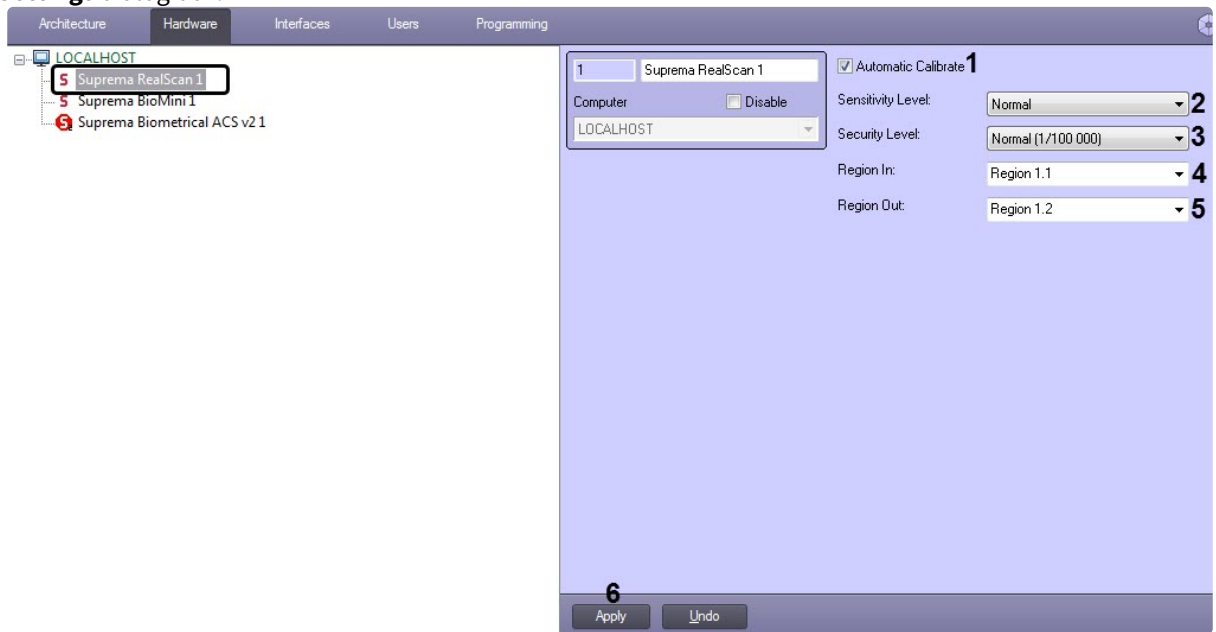 Architecture Hardware Interfaces Users Programming
LOCALHOST
Suprema RealScan 1
Suprema BioMini 1
Suprema Biometrical ACS v2 1
1 Suprema RealScan 1
Computer Disable
LOCALHOST
Automatic Calibrate 1
Sensitivity Level: Normal 2
Security Level: Normal (1/100 000) 3
Region In: Region 1.1 4
Region Out: Region 1.2 5
6
Apply Undo